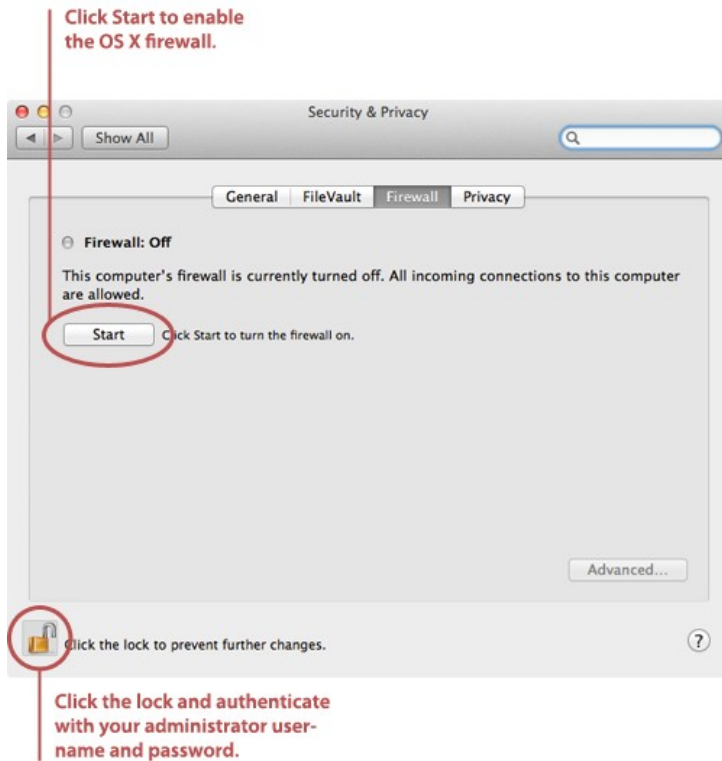 Click Start to enable
the OS X firewall.
Security & Privacy
Show All
General FileVault Firewall Privacy
Firewall: Off
This computer's firewall is currently turned off. All incoming connections to this computer
are allowed.
Start Click Start to turn the firewall on.
Advanced...
Click the lock to prevent further changes.
?
Click the lock and authenticate
with your administrator user-
name and password.